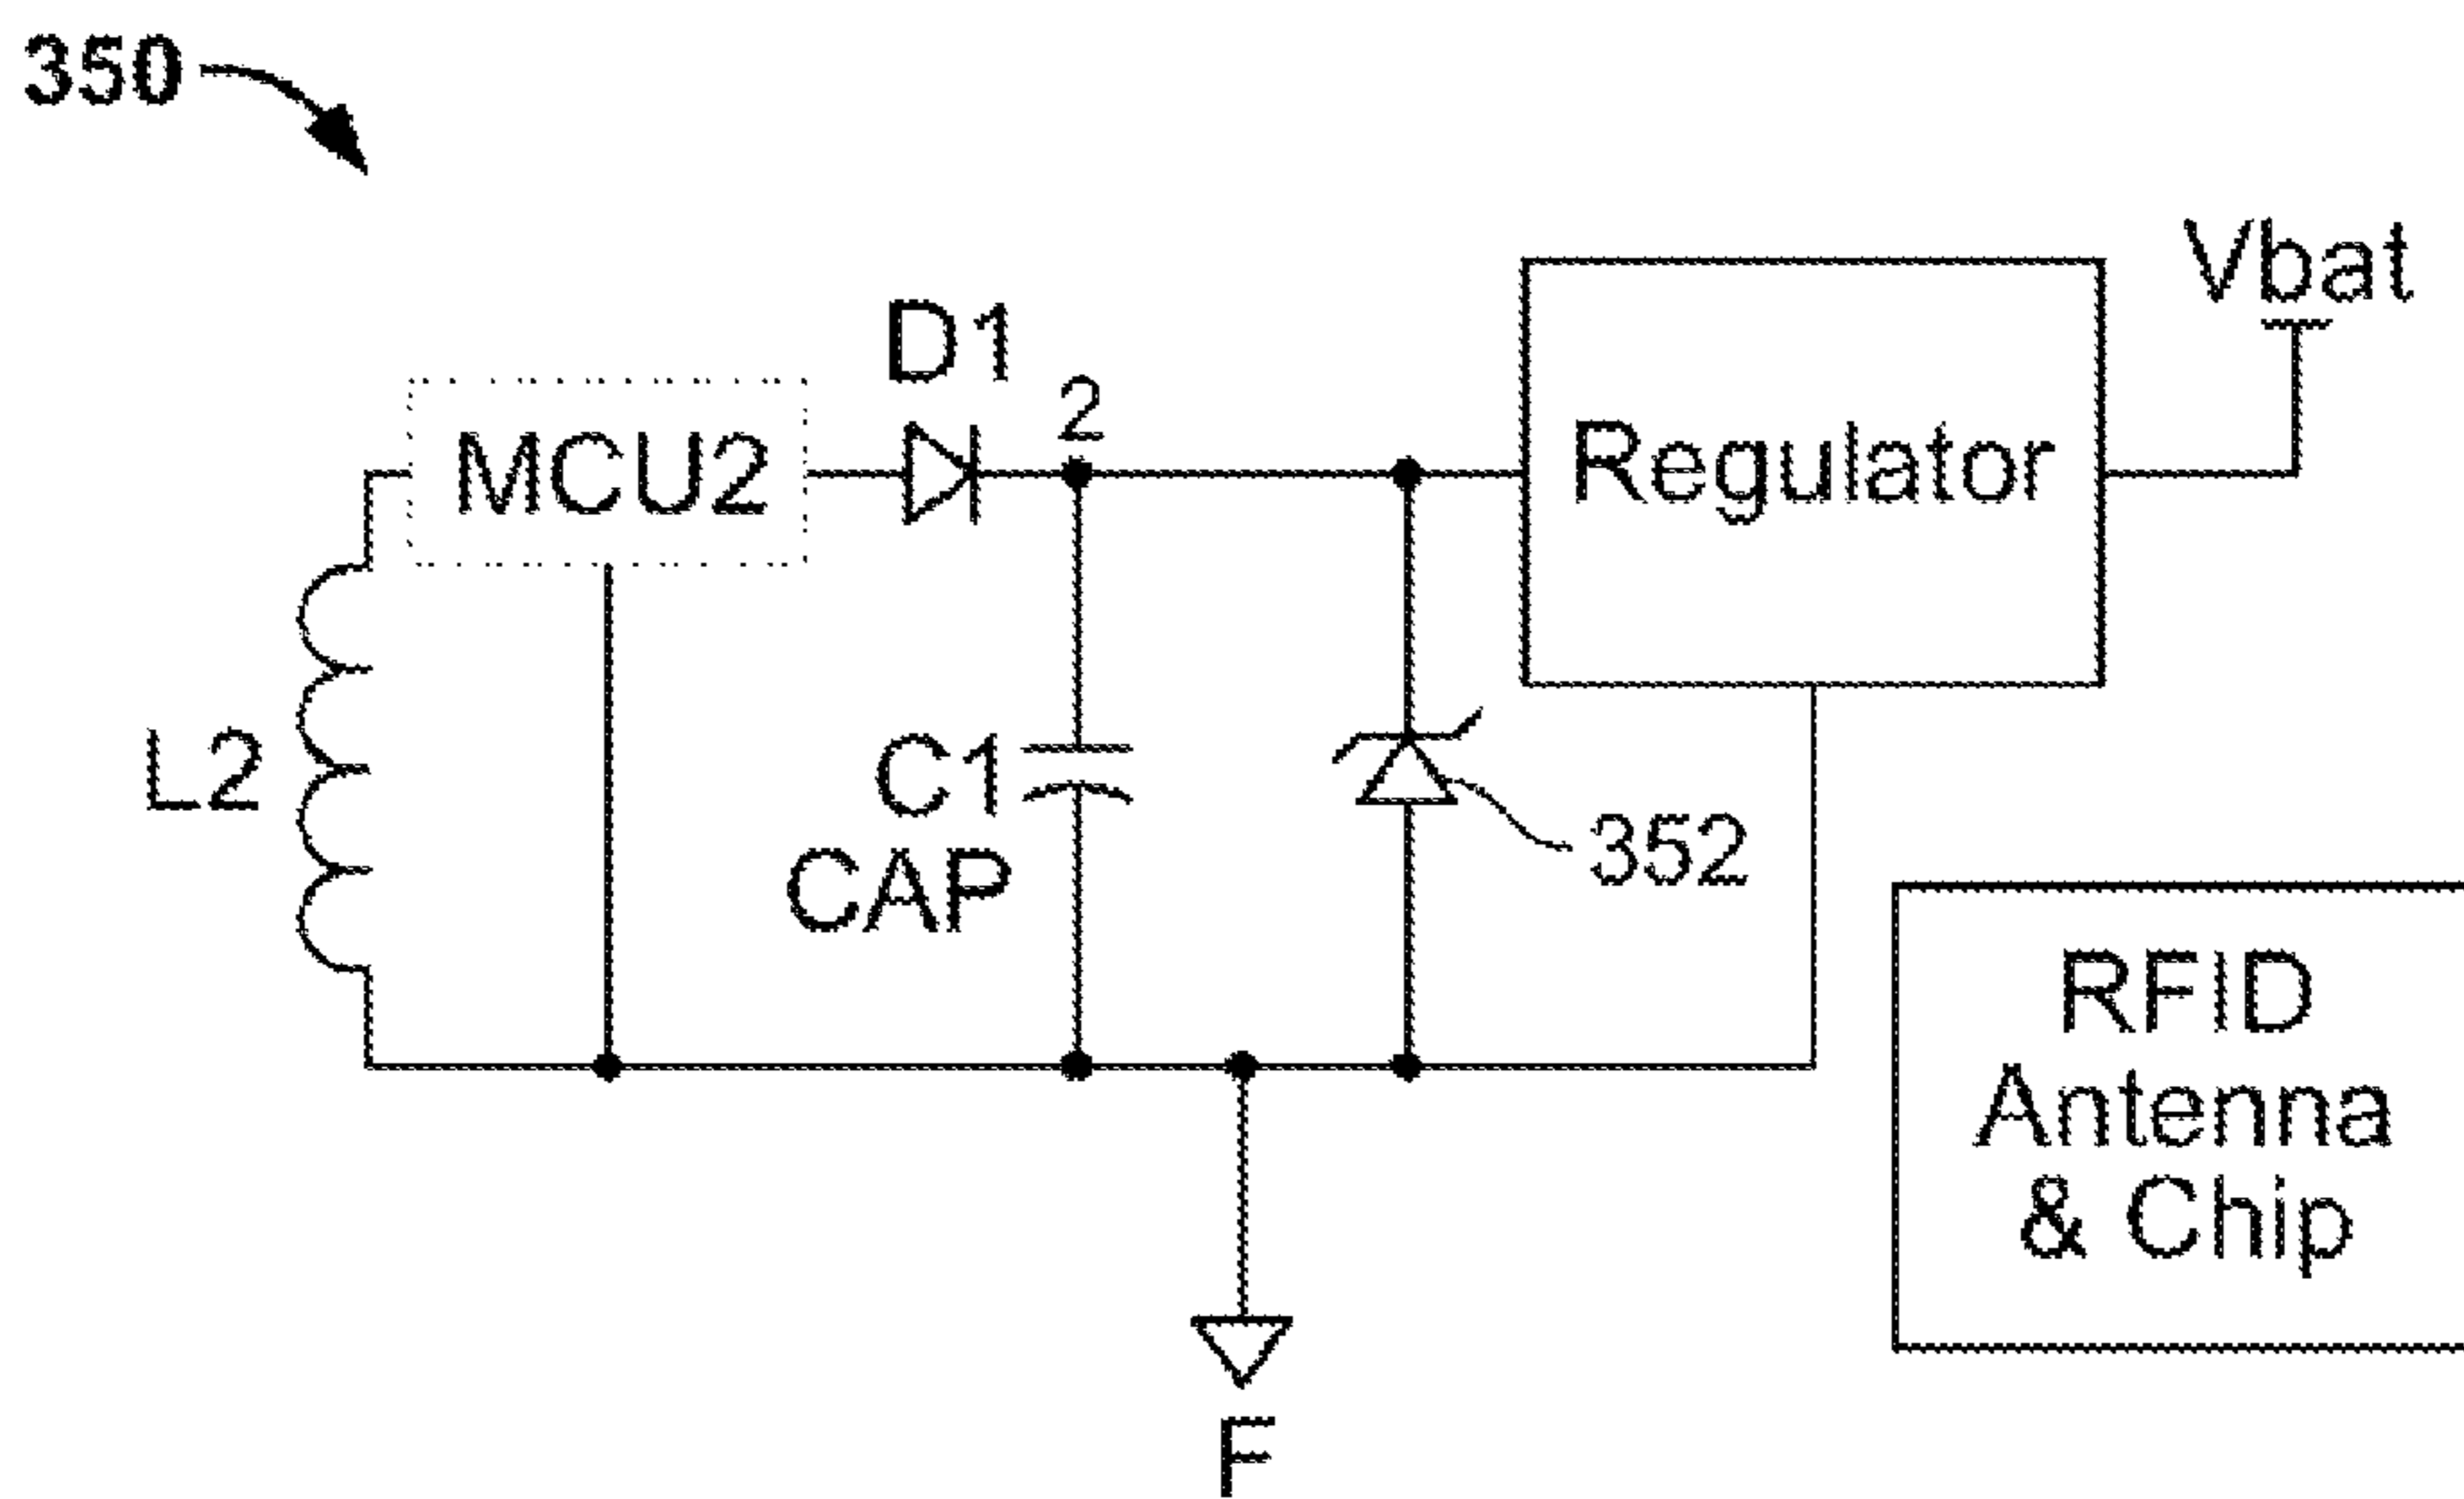 350
Vbat
D1
2
MCU2
Regulator
L2
C1
CAP
352
RFID
Antenna
& Chip
F